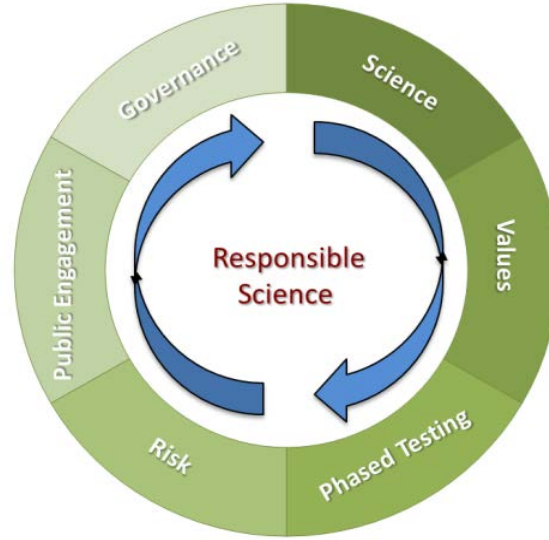 Science
Values
Phased Testing
Risk
Public Engagement
Governance
Responsible
Science